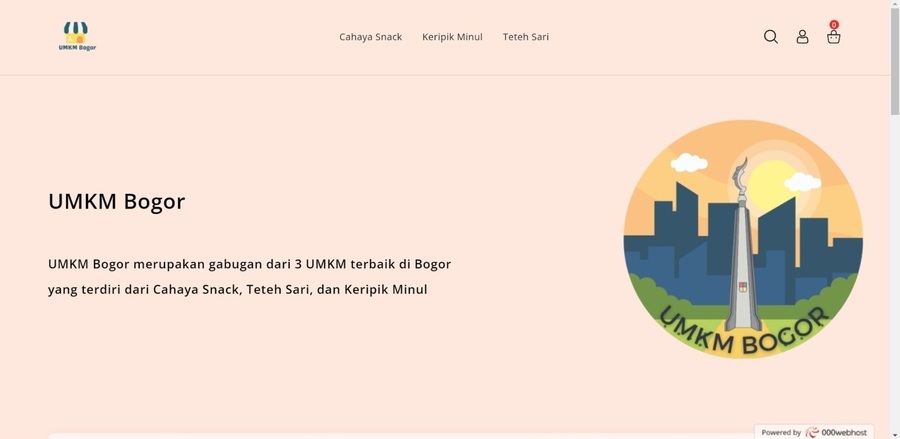 UMKM Bogor
Cahaya Snack
Keripik Minul
Teteh Sari
0
UMKM Bogor
UMKM Bogor merupakan gabugan dari 3 UMKM terbaik di Bogor
yang terdiri dari Cahaya Snack, Teteh Sari, dan Keripik Minul
UMKM BOGOR
Powered by 000webhost